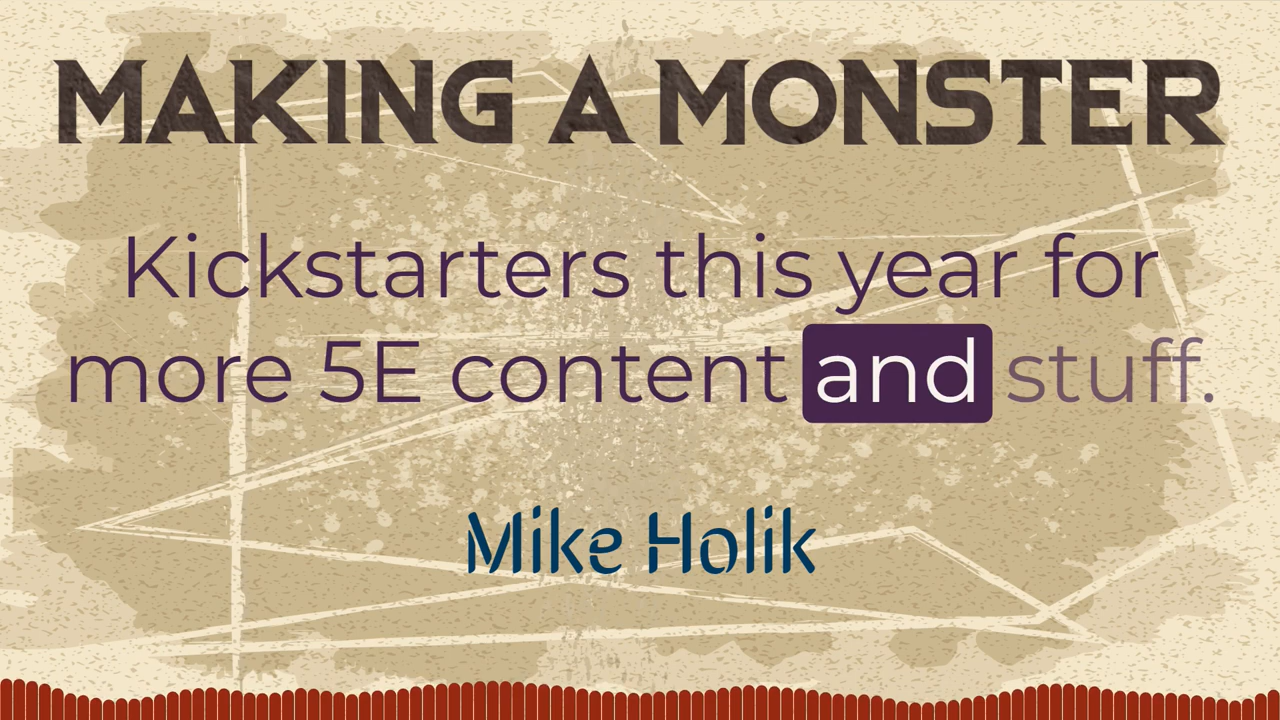 MAKING A MONSTER
Kickstarters this year for
more 5E content and stuff.
Mike Holik